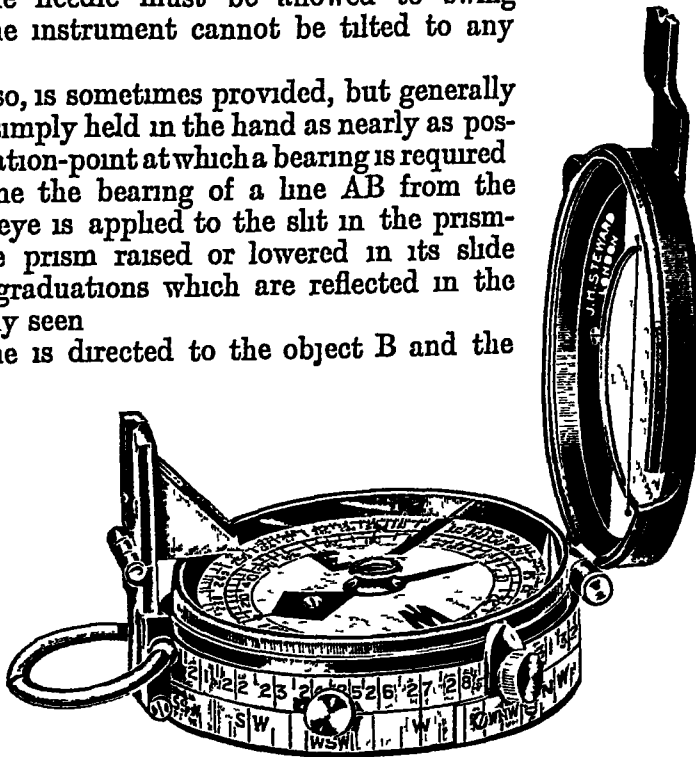 needle must be allowed to swing
instrument cannot be tilted to any
so, is sometimes provided, but generally
simply held in the hand as nearly as pos-
ation-point at which a bearing is required
the bearing of a line AB from the
eye is applied to the slit in the prism-
prism raised or lowered in its slide
graduations which are reflected in the
seen
is directed to the object B and the
J.H. STEWARD
LONDON
SW
WSW
W